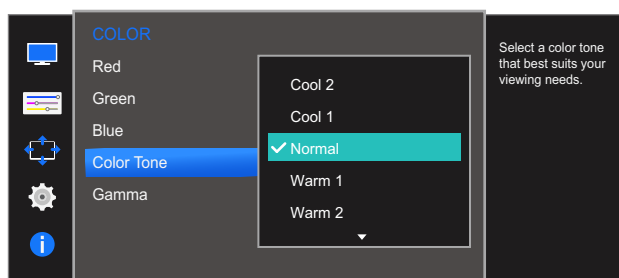 COLOR
Red
Green
Blue
Color Tone
Gamma
Cool 2
Cool 1
Normal
Warm 1
Warm 2
Select a color tone
that best suits your
viewing needs.